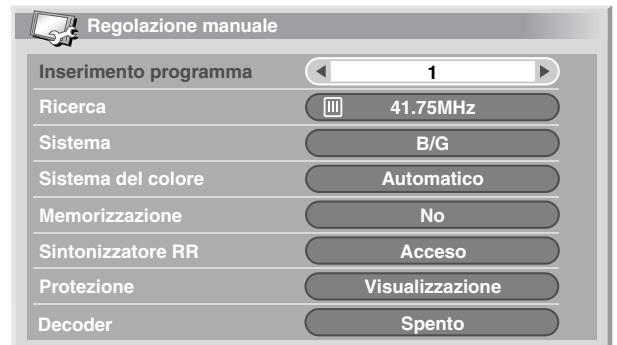 Regolazione manuale
Inserimento programma 1
Ricerca 41.75MHz
Sistema B/G
Sistema del colore Automatico
Memorizzazione No
Sintonizzatore RR Acceso
Protezione Visualizzazione
Decoder Spento